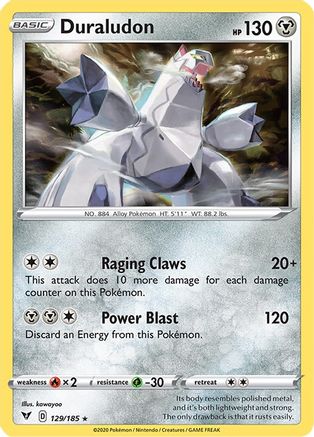 BASIC Duraludon HP 130
NO. 884 Alloy Pokémon HT: 5'11" WT: 88.2 lbs.
Raging Claws 20+
This attack does 10 more damage for each damage
counter on this Pokémon.
Power Blast 120
Discard an Energy from this Pokémon.
weakness ×2 resistance -30 retreat
Illus. kawayoo
D 129/185 ★
Its body resembles polished metal,
and it's both lightweight and strong.
The only drawback is that it rusts easily.
©2020 Pokémon / Nintendo / Creatures / GAME FREAK